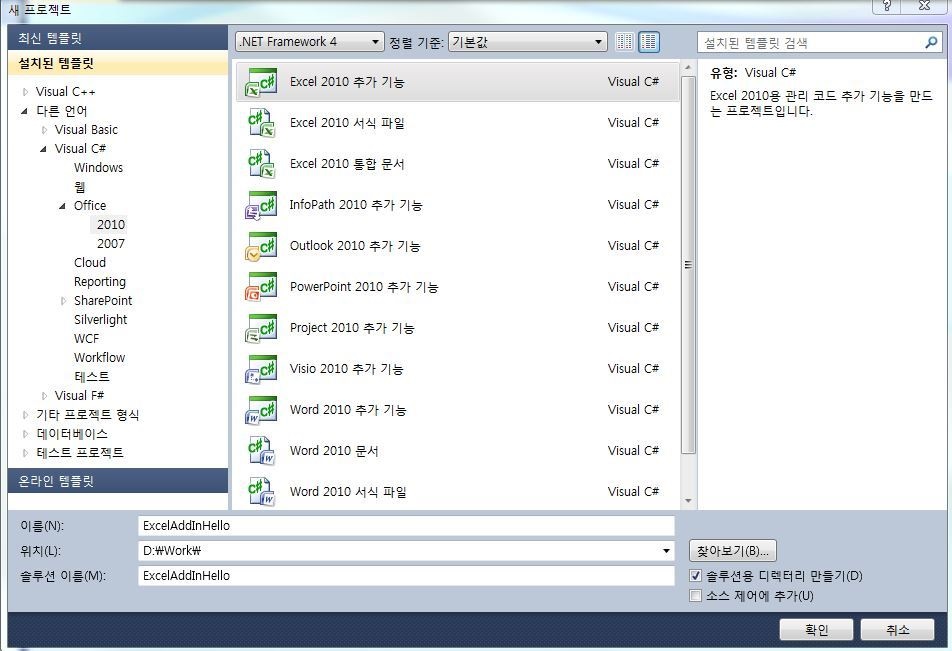 새 프로젝트
최신 템플릿
설치된 템플릿
Visual C++
다른 언어
Visual Basic
Visual C#
Windows
웹
Office
2010
2007
Cloud
Reporting
SharePoint
Silverlight
WCF
Workflow
테스트
Visual F#
기타 프로젝트 형식
데이터베이스
테스트 프로젝트
온라인 템플릿
.NET Framework 4 정렬 기준: 기본값
Excel 2010 추가 기능 Visual C#
Excel 2010 서식 파일 Visual C#
Excel 2010 통합 문서 Visual C#
InfoPath 2010 추가 기능 Visual C#
Outlook 2010 추가 기능 Visual C#
PowerPoint 2010 추가 기능 Visual C#
Project 2010 추가 기능 Visual C#
Visio 2010 추가 기능 Visual C#
Word 2010 추가 기능 Visual C#
Word 2010 문서 Visual C#
Word 2010 서식 파일 Visual C#
설치된 템플릿 검색
유형: Visual C#
Excel 2010용 관리 코드 추가 기능을 만드
는 프로젝트입니다.
이름(N): ExcelAddInHello
위치(L): D:₩Work₩ 찾아보기(B)...
솔루션 이름(M): ExcelAddInHello
솔루션용 디렉터리 만들기(D)
소스 제어에 추가(U)
확인 취소